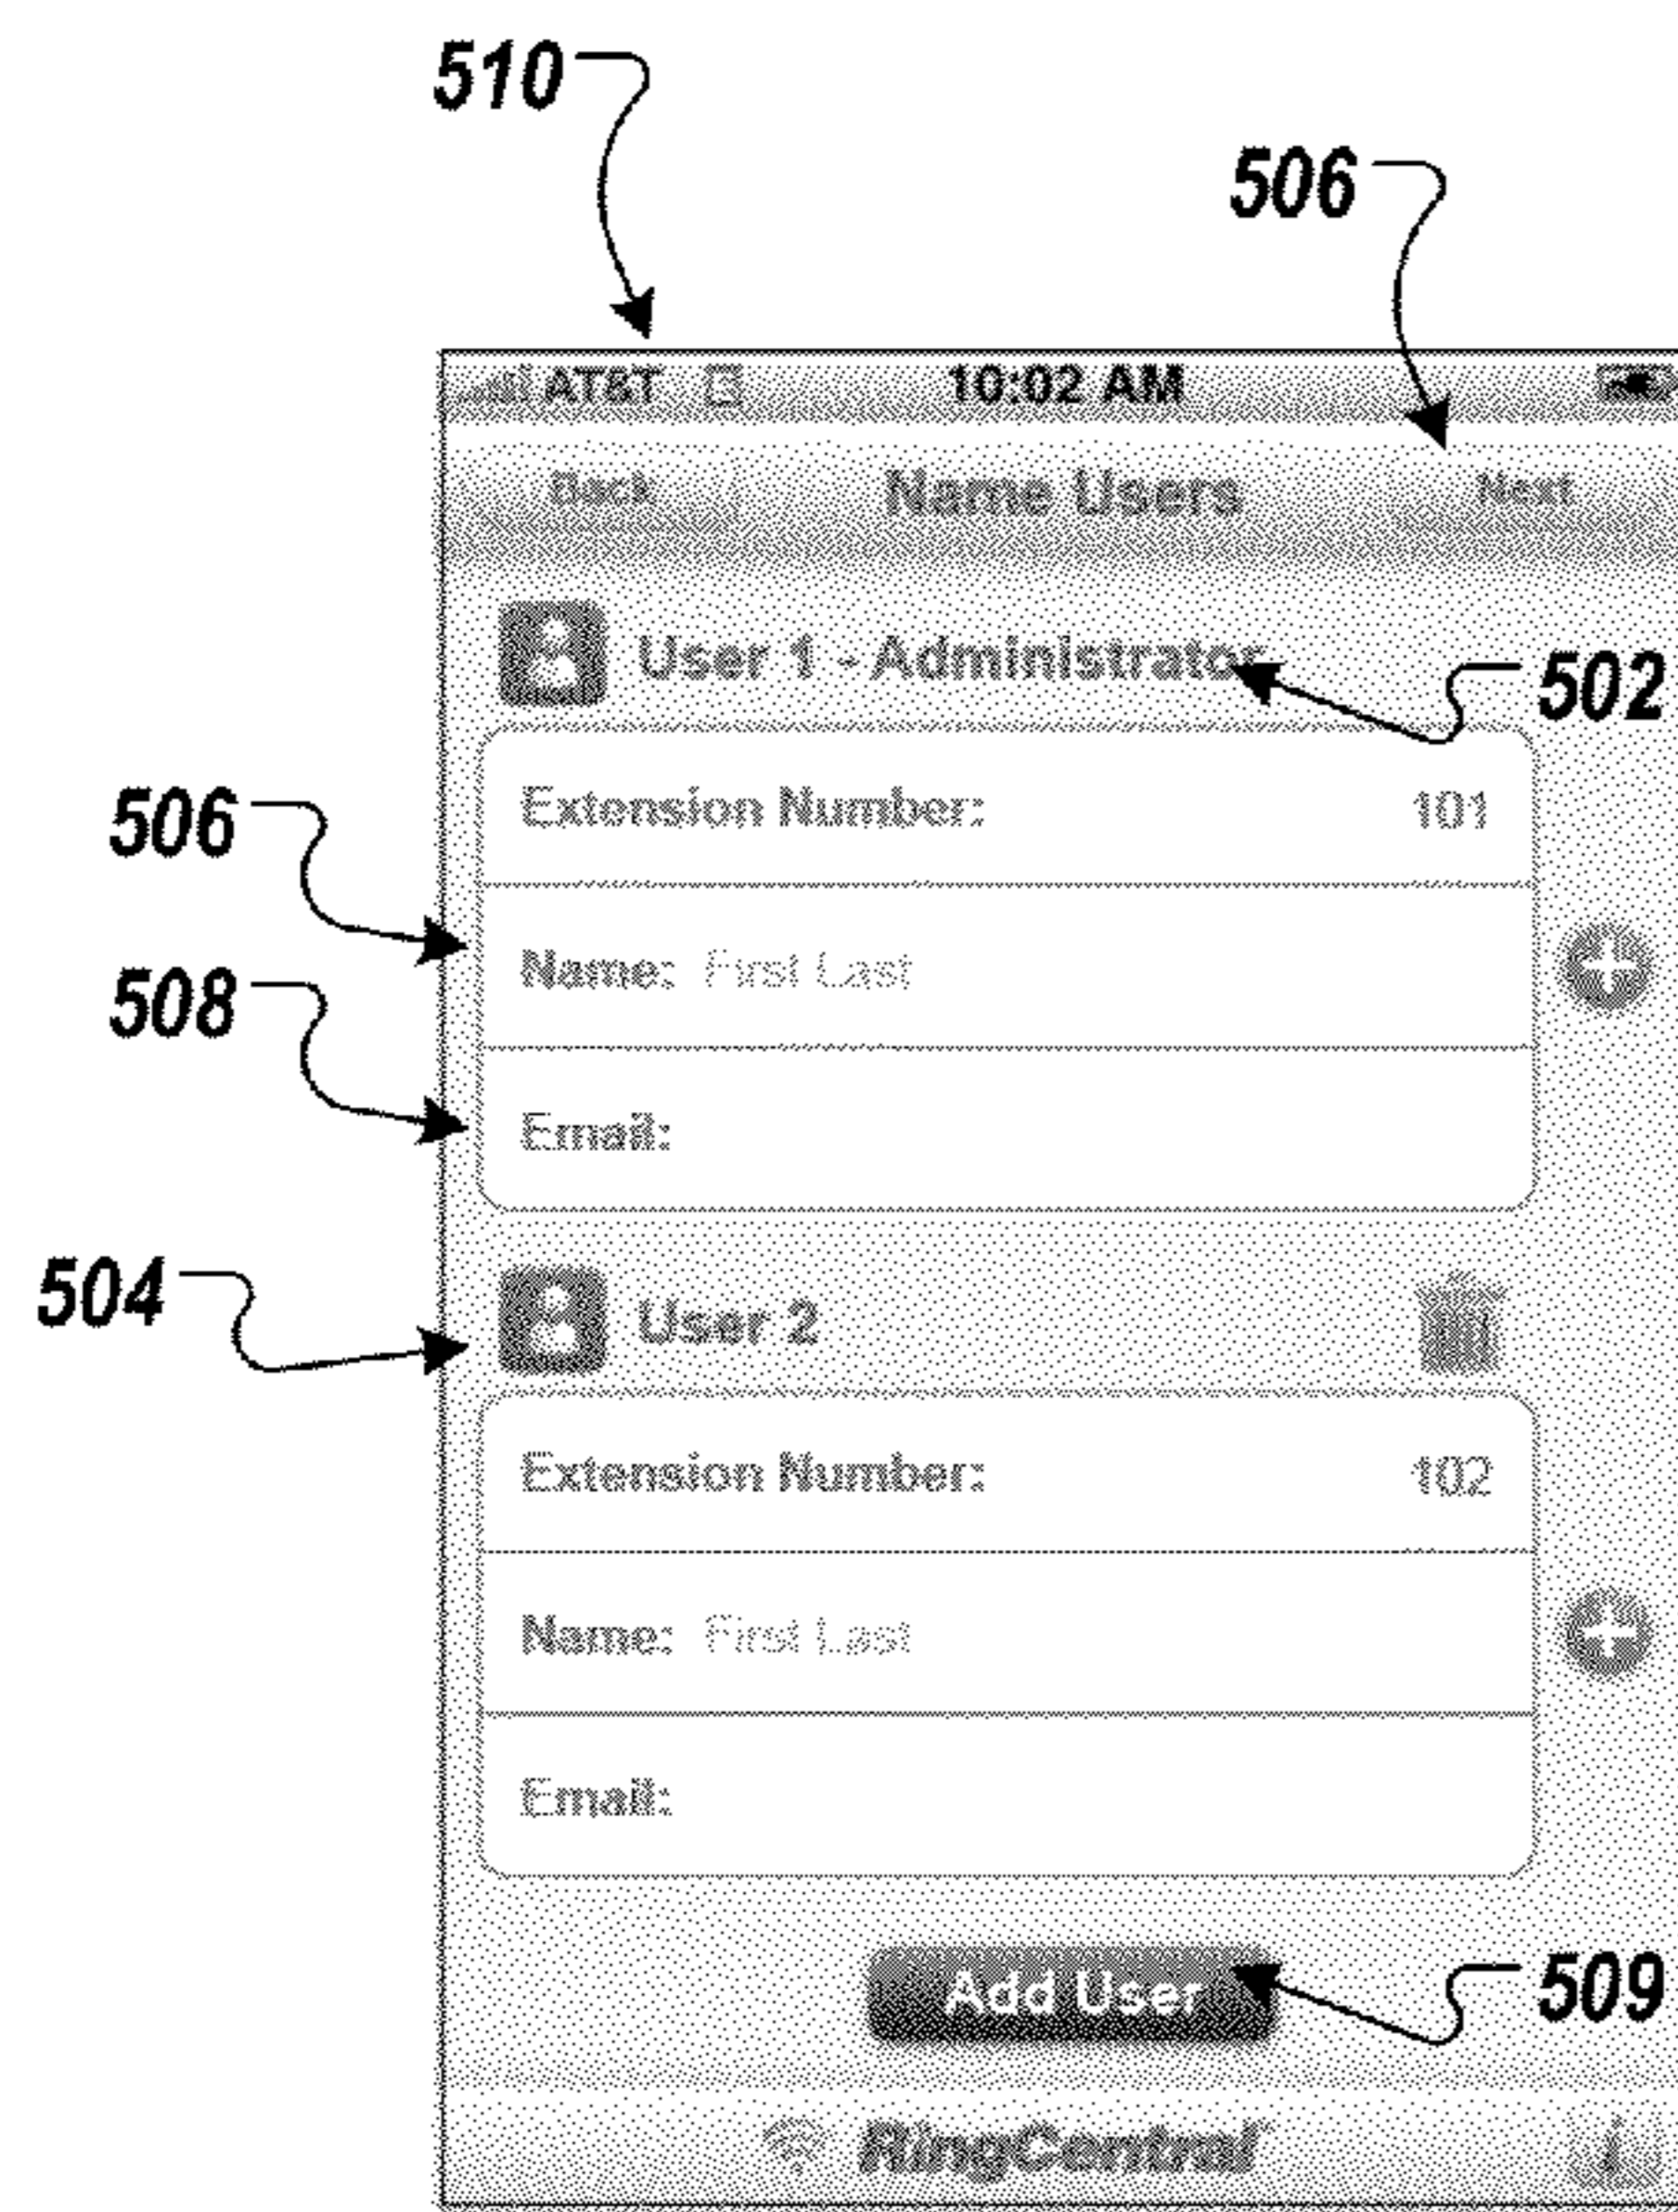 510
506
AT&T E 10:02 AM
Back Name Users Next
User 1 - Administrator
502
Extension Number: 101
506
Name: First Last
508
Email:
504
User 2
Extension Number: 102
Name: First Last
Email:
Add User
509
RingCentral
i